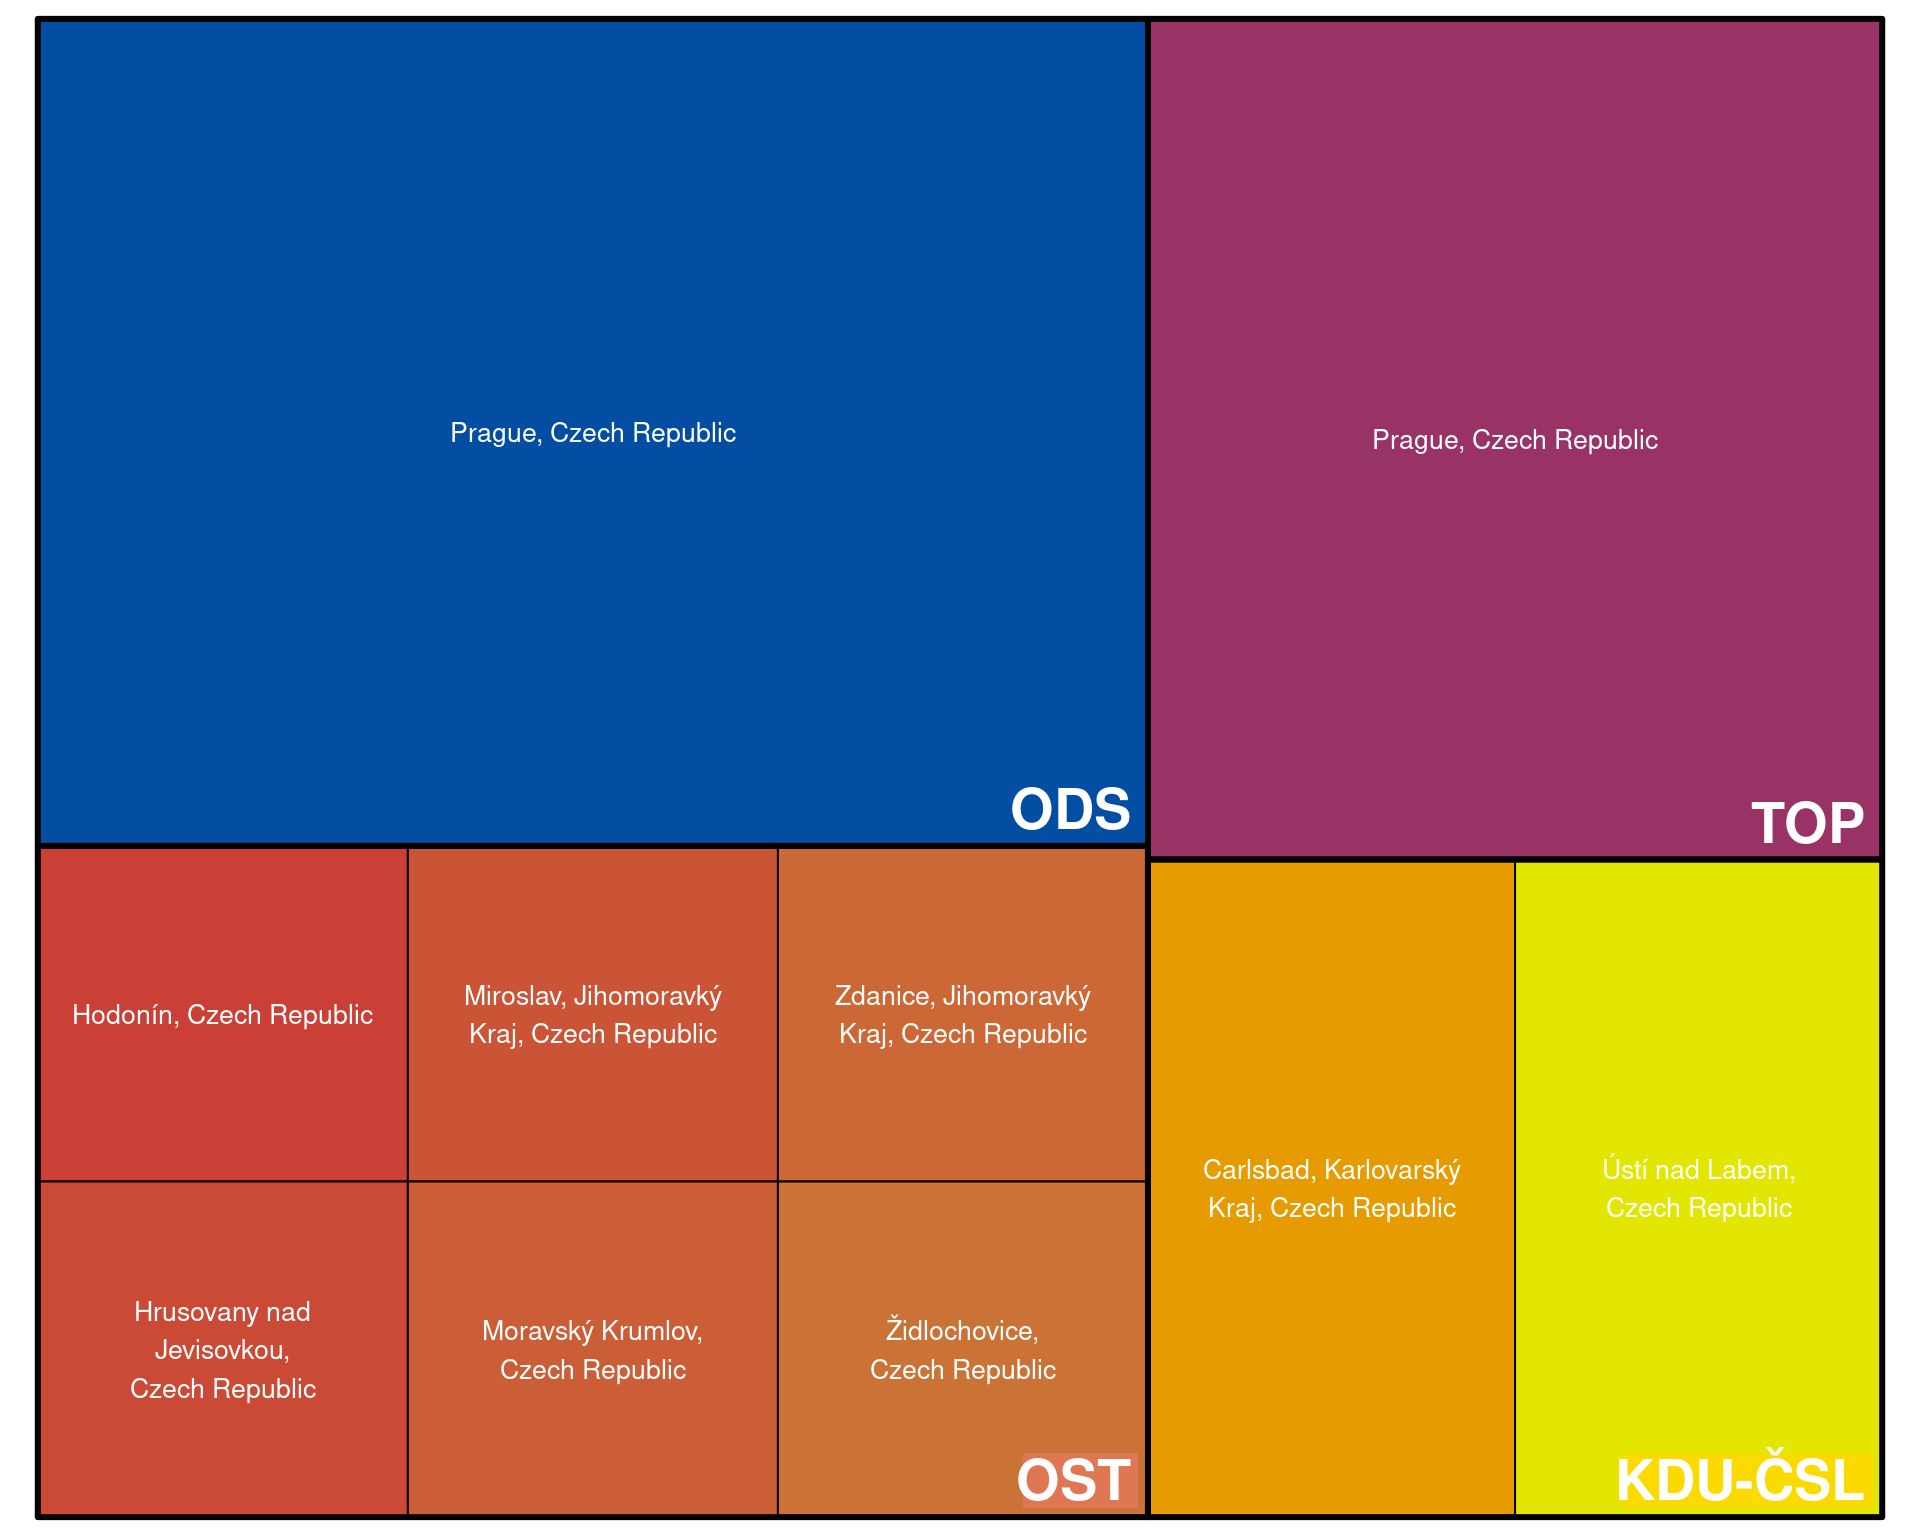 Prague, Czech Republic
ODS
Prague, Czech Republic
TOP
Hodonín, Czech Republic
Miroslav, Jihomoravký
Kraj, Czech Republic
Zdanice, Jihomoravký
Kraj, Czech Republic
Hrusovany nad
Jevisovkou,
Czech Republic
Moravský Krumlov,
Czech Republic
Židlochovice,
Czech Republic
OST
Carlsbad, Karlovarský
Kraj, Czech Republic
Ústí nad Labem,
Czech Republic
KDU-ČSL